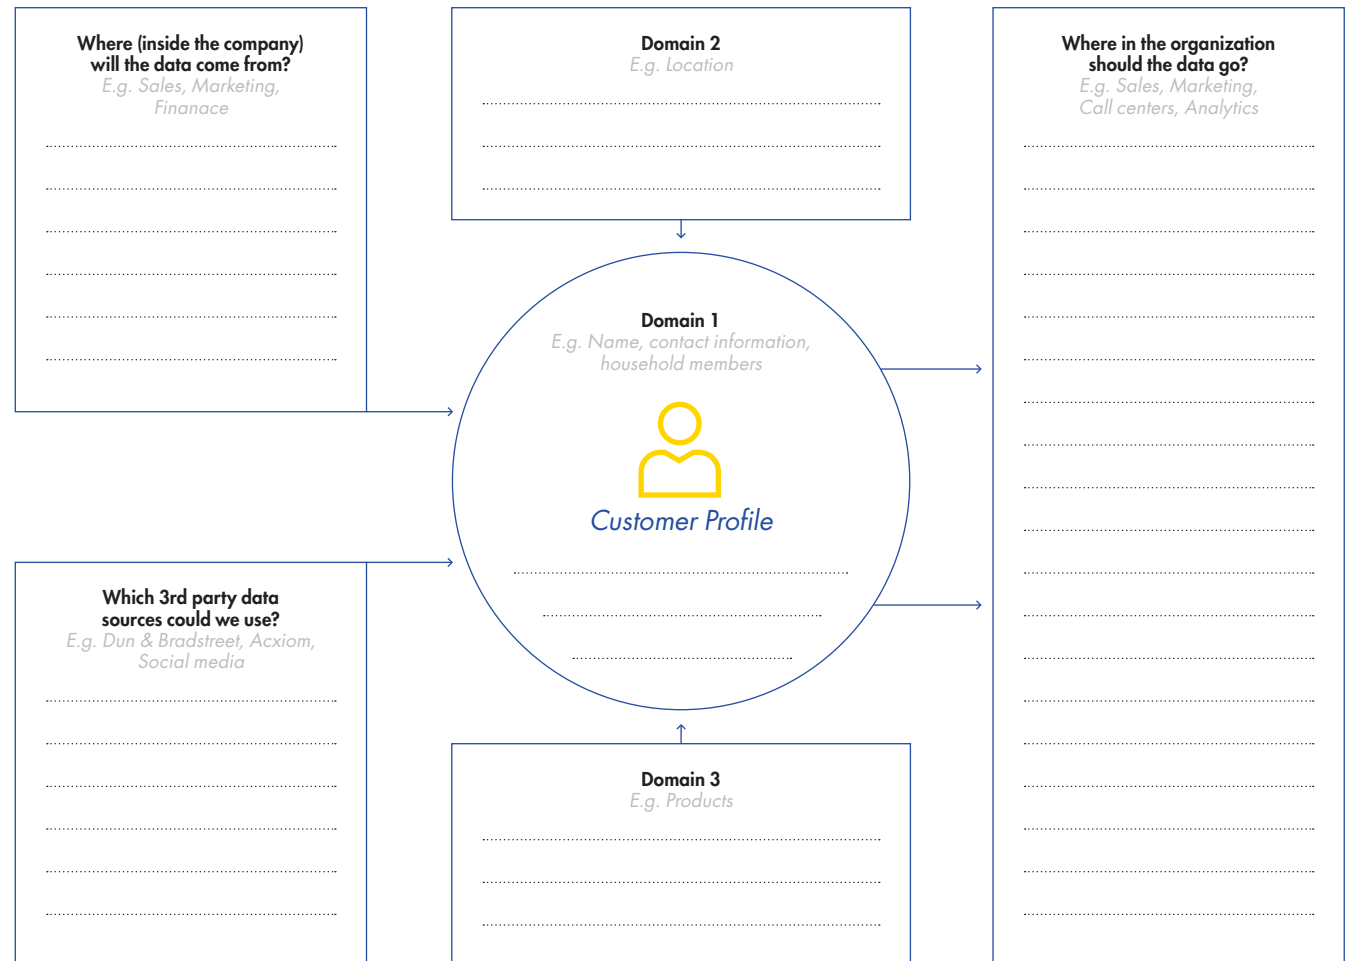 Where (inside the company)
will the data come from?
E.g. Sales, Marketing,
Finanace
Which 3rd party data
sources could we use?
E.g. Dun & Bradstreet, Acxiom,
Social media
Domain 2
E.g. Location
Domain 1
E.g. Name, contact information,
household members
Customer Profile
Domain 3
E.g. Products
Where in the organization
should the data go?
E.g. Sales, Marketing,
Call centers, Analytics